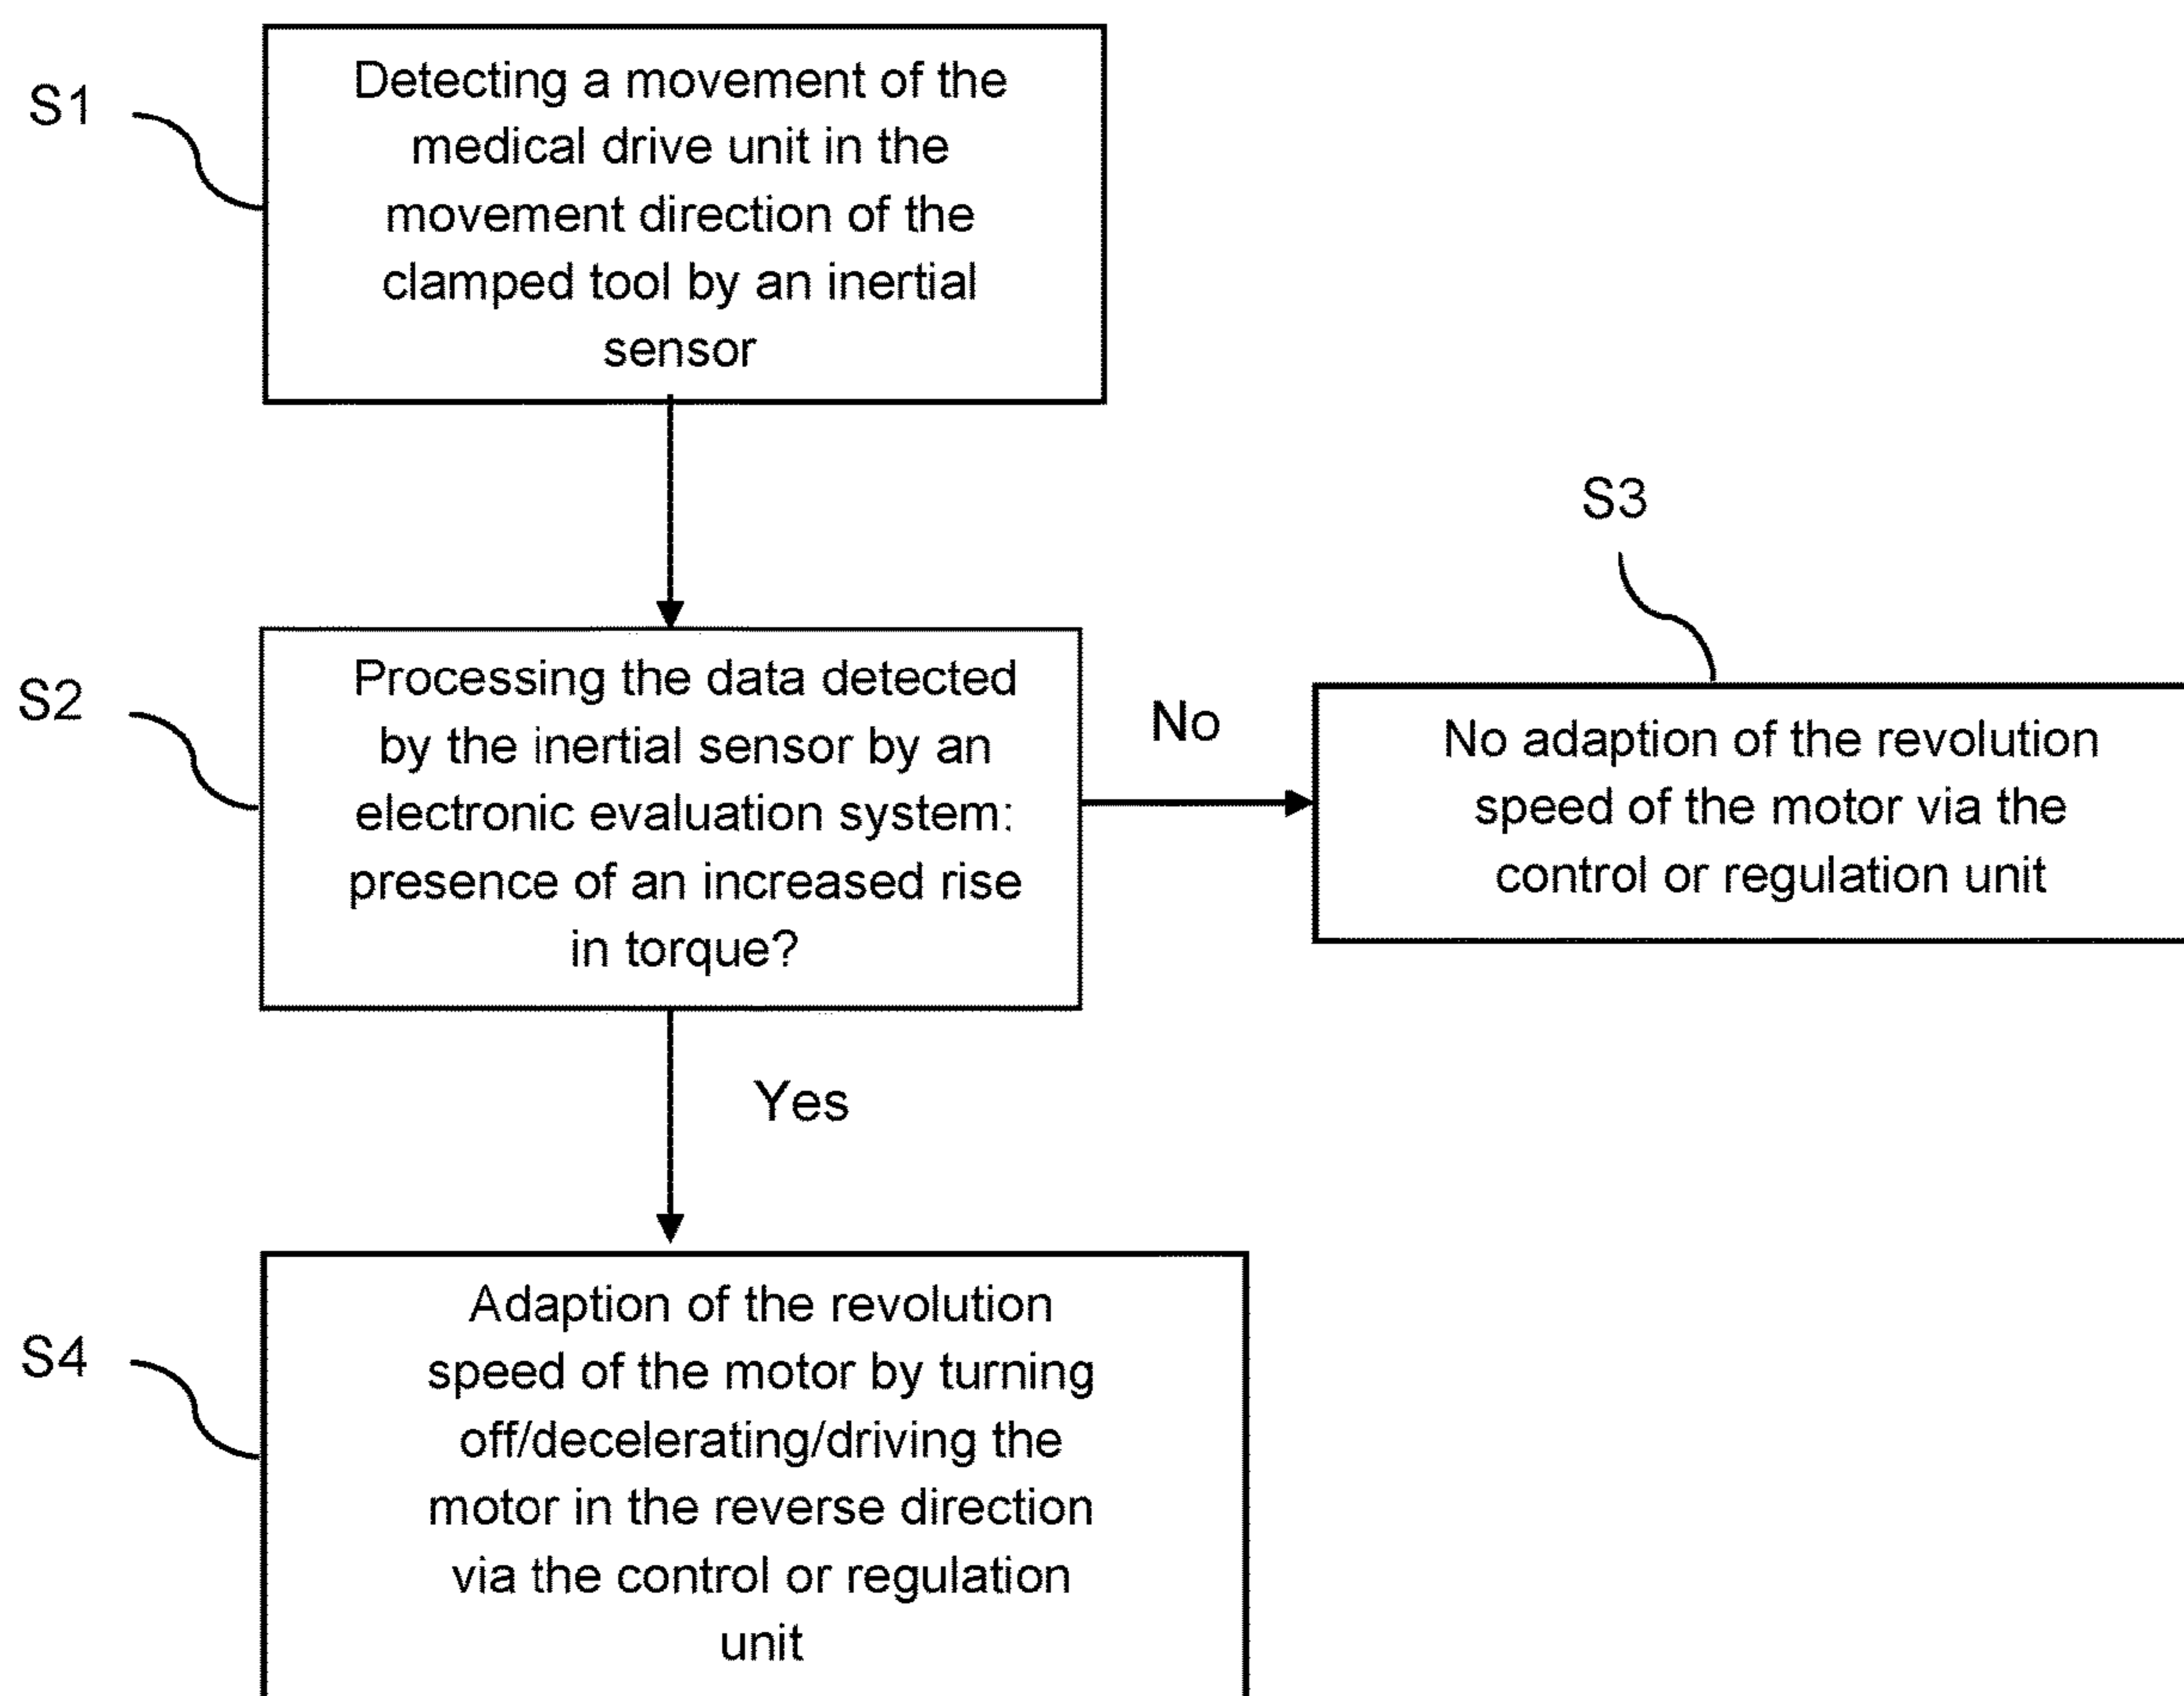 S1
Detecting a movement of the
medical drive unit in the
movement direction of the
clamped tool by an inertial
sensor
S2
Processing the data detected
by the inertial sensor by an
electronic evaluation system:
presence of an increased rise
in torque?
No
S3
No adaption of the revolution
speed of the motor via the
control or regulation unit
Yes
S4
Adaption of the revolution
speed of the motor by turning
off/decelerating/driving the
motor in the reverse direction
via the control or regulation
unit